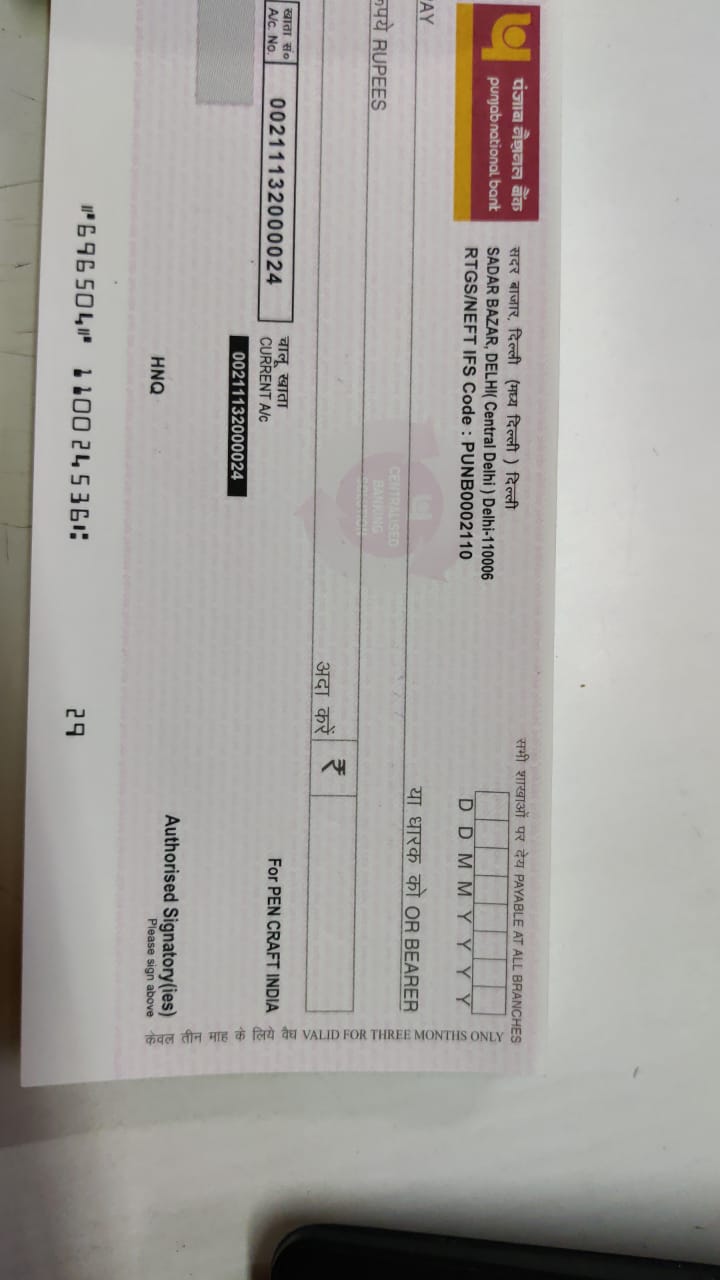 पंजाब नैशनल बैंक
punjab national bank
सदर बाजार, दिल्ली (मध्य दिल्ली) दिल्ली
SADAR BAZAR, DELHI( Central Delhi ) Delhi-110006
RTGS/NEFT IFS Code : PUNB0002110
सभी शाखाओं पर देय PAYABLE AT ALL BRANCHES
D D M M Y Y Y Y
या धारक को OR BEARER
RUPEES
अदा करें ₹
CENTRALISED
BANKING
खाता सं०
A/c. No.
00211132000024
चालू खाता
CURRENT A/c
00211132000024
For PEN CRAFT INDIA
HNQ
Authorised Signatory(ies)
Please sign above
केवल तीन माह के लिये वैध VALID FOR THREE MONTHS ONLY
⑈696504⑈ 110024536⑆ 29